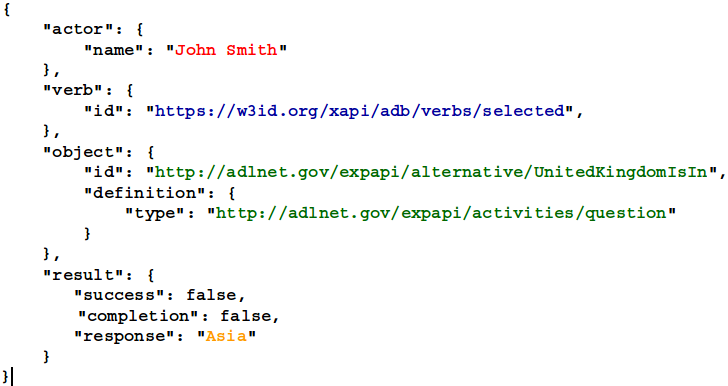 {
    "actor": {
        "name": "John Smith"
    },
    "verb": {
        "id": "https://w3id.org/xapi/adb/verbs/selected",
    },
    "object": {
        "id": "http://adlnet.gov/expapi/alternative/UnitedKingdomIsIn",
        "definition": {
            "type": "http://adlnet.gov/expapi/activities/question"
        }
    },
    "result": {
       "success": false,
       "completion": false,
       "response": "Asia"
    }
}